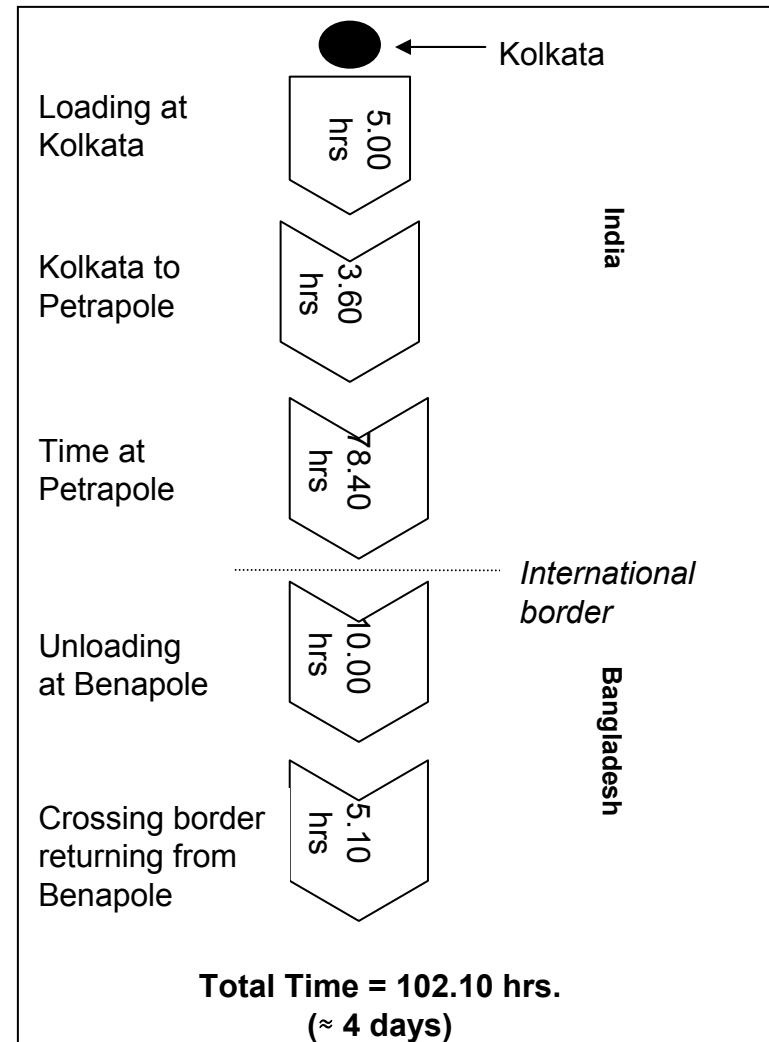 Kolkata
Loading at
Kolkata
5.00
hrs
India
Kolkata to
Petrapole
3.60
hrs
Time at
Petrapole
78.40
hrs
International
border
Unloading
at Benapole
10.00
hrs
Bangladesh
Crossing border
returning from
Benapole
5.10
hrs
Total Time = 102.10 hrs.
(≈ 4 days)